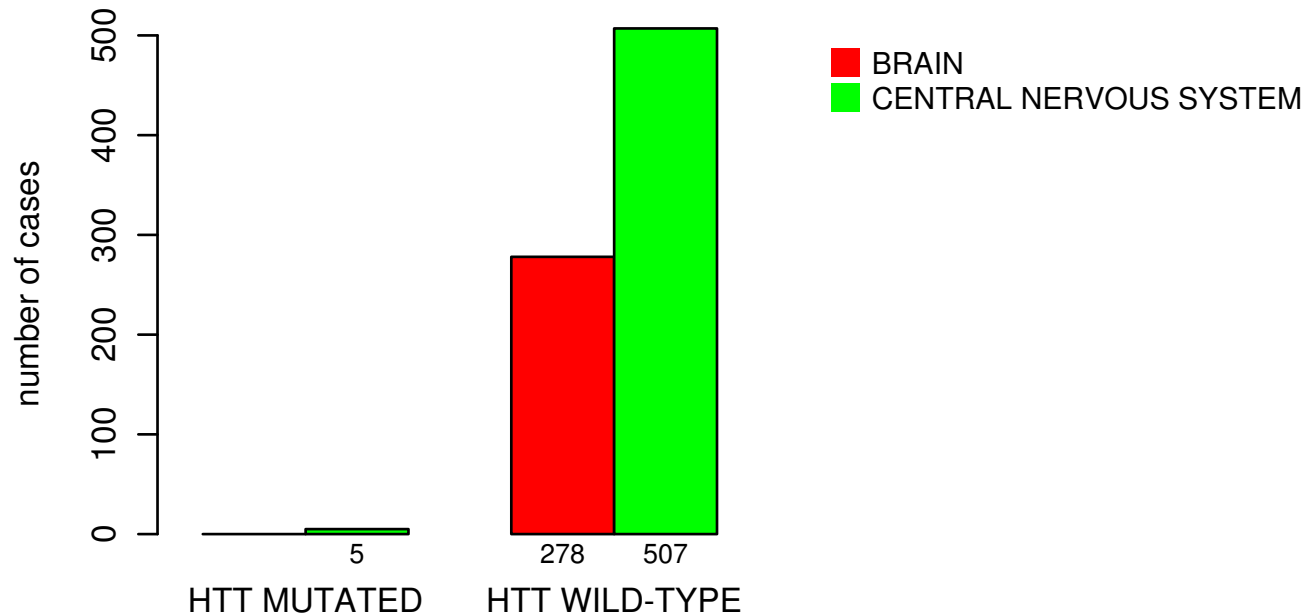 number of cases
500
400
300
200
100
0
5
278
507
HTT MUTATED
HTT WILD-TYPE
BRAIN
CENTRAL NERVOUS SYSTEM